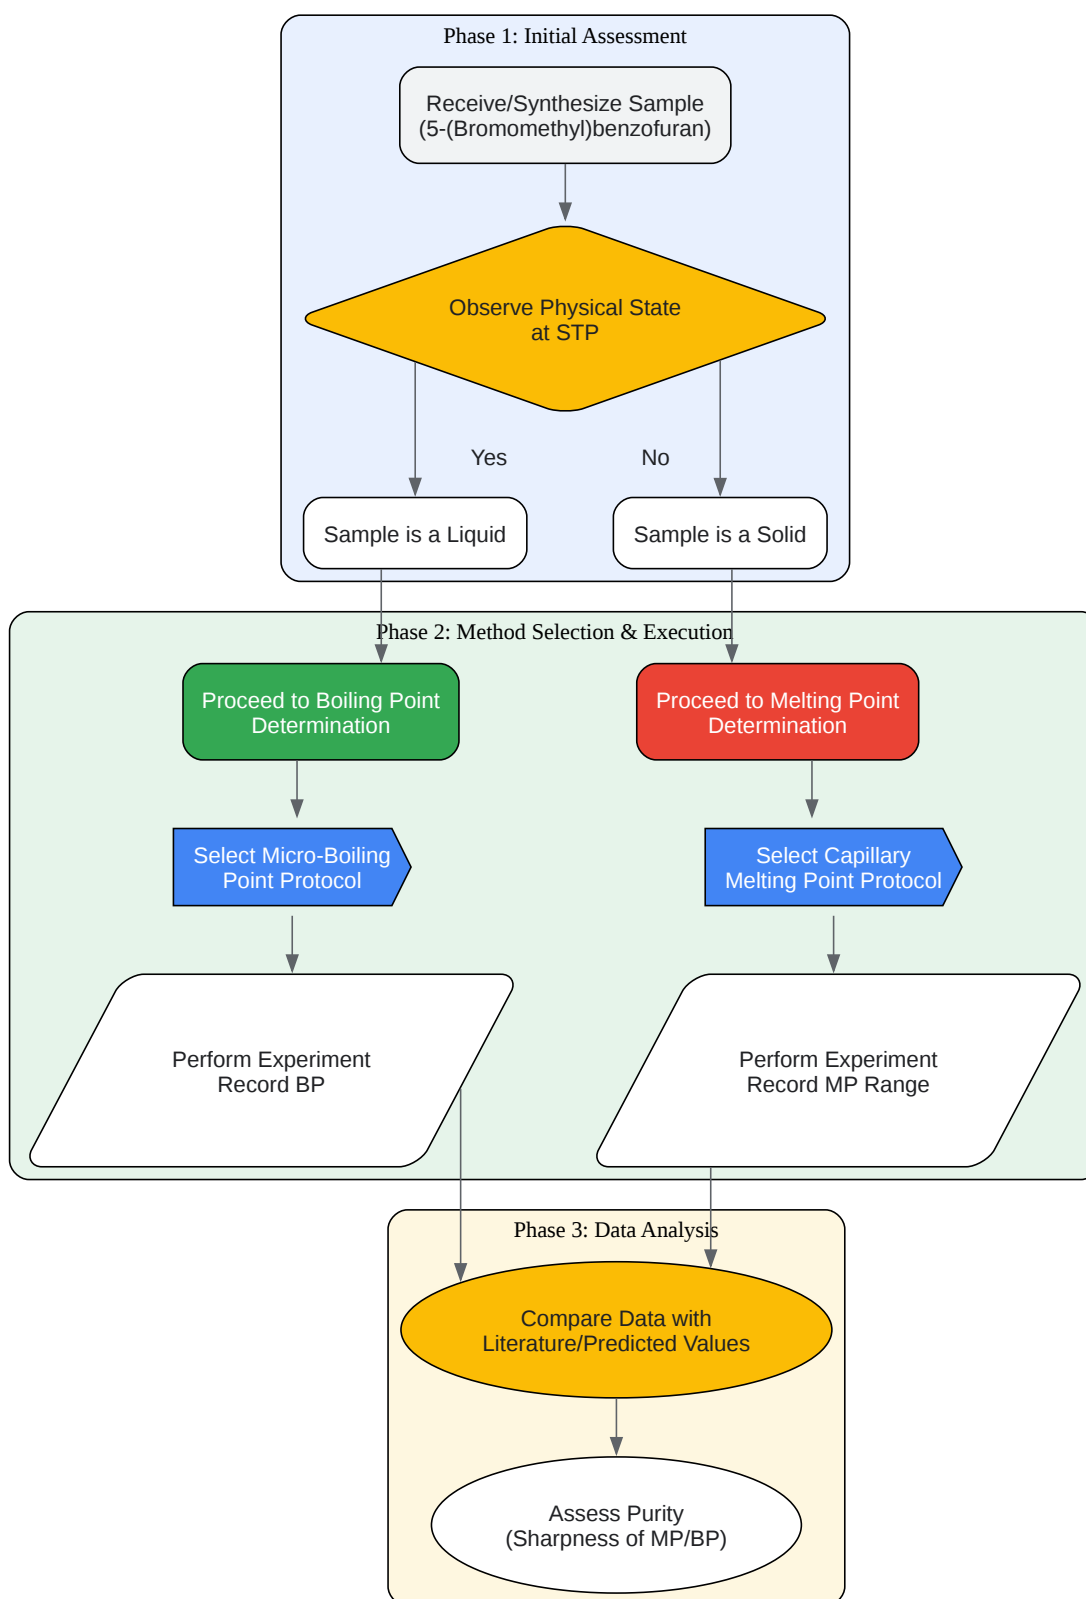 Phase 1: Initial Assessment
Receive/Synthesize Sample
(5-(Bromomethyl)benzofuran)
Observe Physical State
at STP
Yes
No
Sample is a Liquid
Sample is a Solid
Phase 2: Method Selection & Execution
Proceed to Boiling Point
Determination
Proceed to Melting Point
Determination
Select Micro-Boiling
Point Protocol
Select Capillary
Melting Point Protocol
Perform Experiment
Record BP
Perform Experiment
Record MP Range
Phase 3: Data Analysis
Compare Data with
Literature/Predicted Values
Assess Purity
(Sharpness of MP/BP)